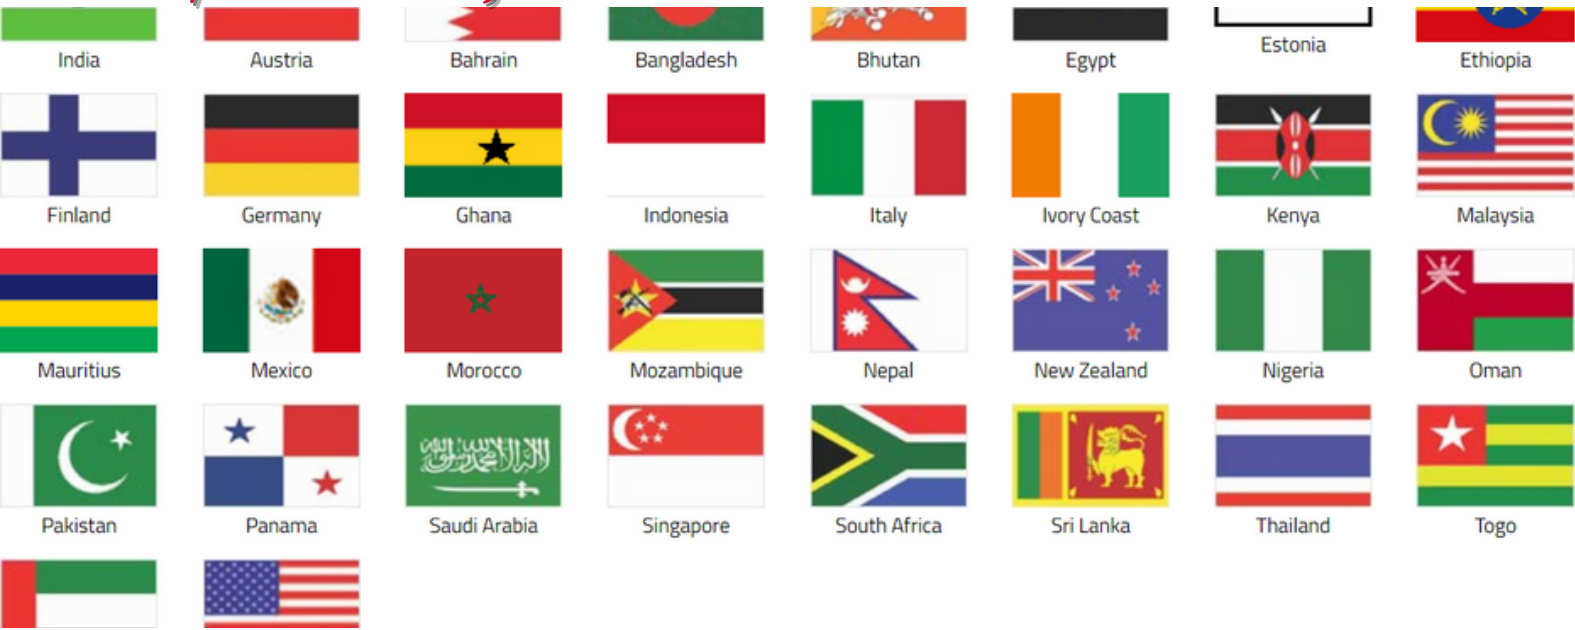 India Austria Bahrain Bangladesh Bhutan Egypt Estonia Ethiopia
Finland Germany Ghana Indonesia Italy Ivory Coast Kenya Malaysia
Mauritius Mexico Morocco Mozambique Nepal New Zealand Nigeria Oman
Pakistan Panama Saudi Arabia Singapore South Africa Sri Lanka Thailand Togo